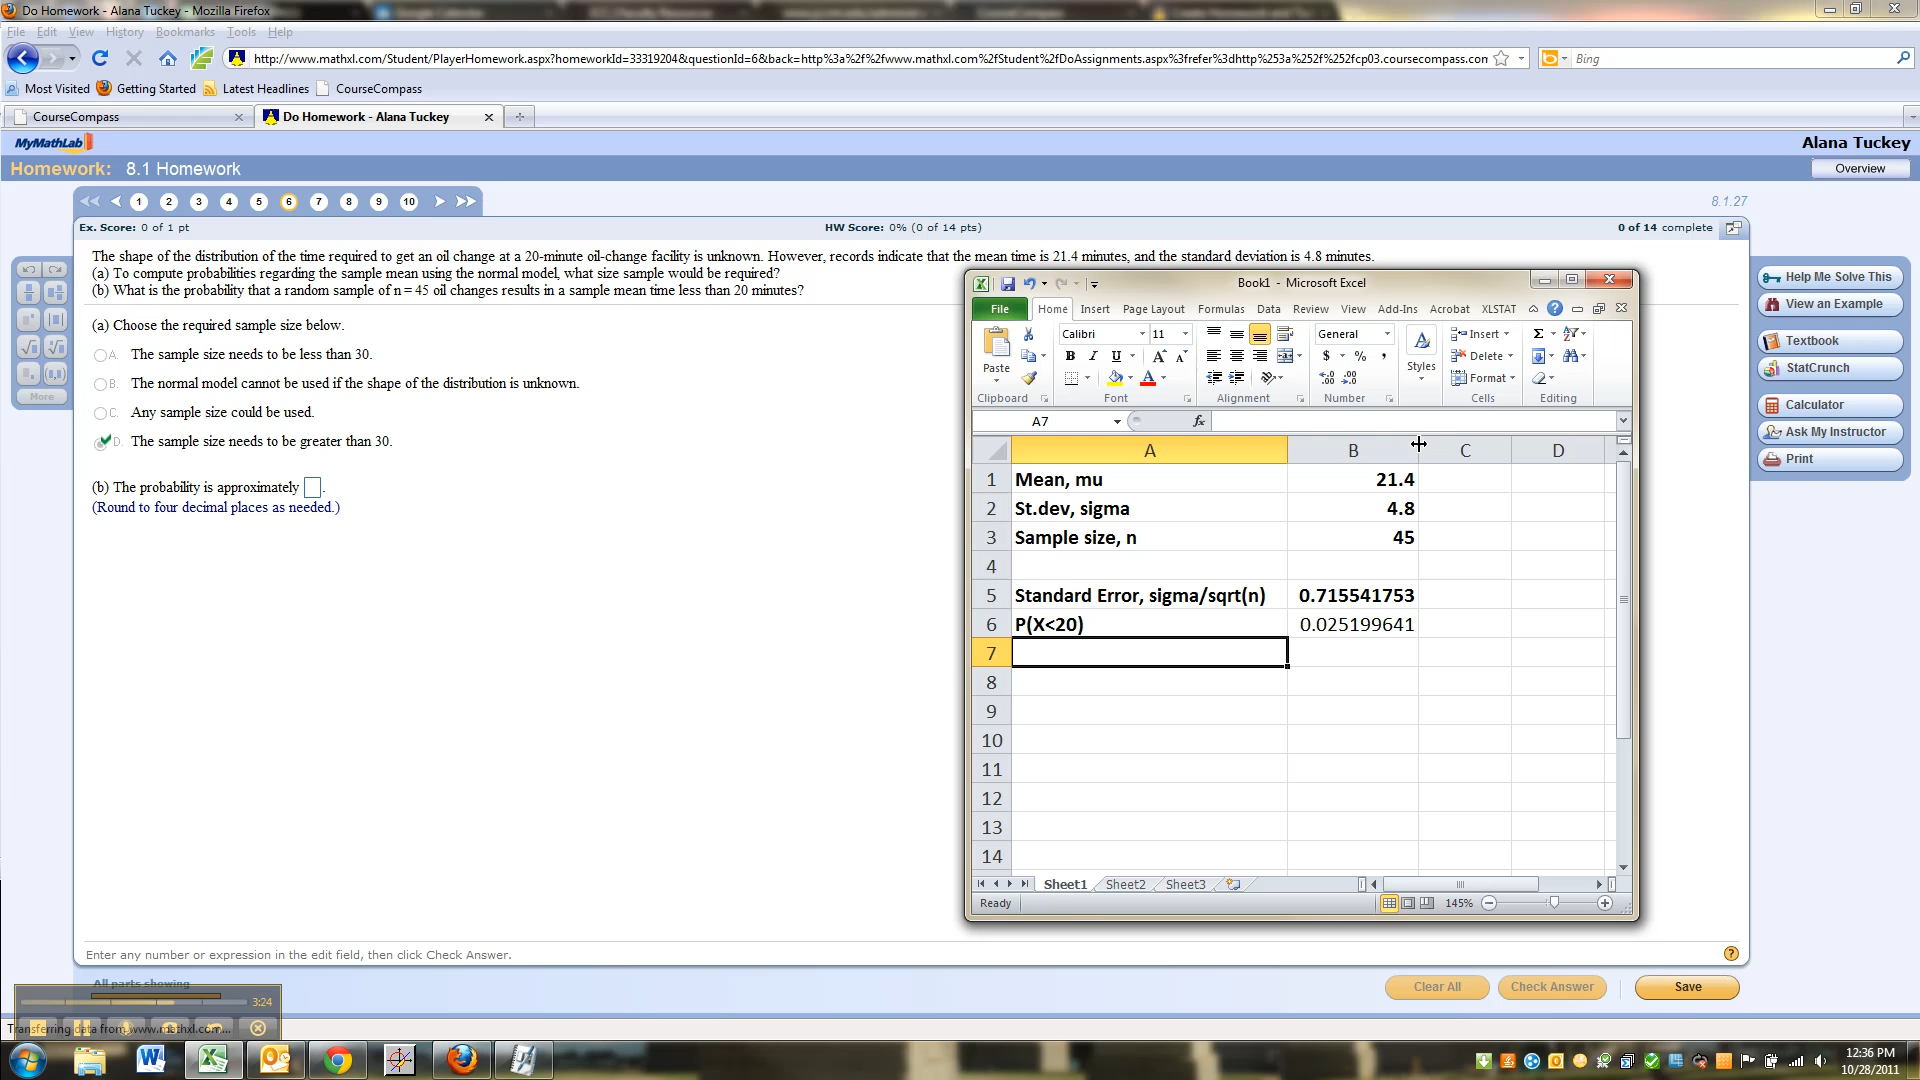 Do Homework - Alana Tuckey - Mozilla Firefox
File Edit View History Bookmarks Tools Help
http://www.mathxl.com/Student/PlayerHomework.aspx?homeworkId=33319204&questionId=6&back=http%3a%2f%2fwww.mathxl.com%2fStudent%2fDoAssignments.aspx%3frefer%3dhttp%253a%252f%252fcp03.coursecompass.com
Bing
Most Visited Getting Started Latest Headlines CourseCompass
CourseCompass Do Homework - Alana Tuckey
MyMathLab Alana Tuckey
Homework: 8.1 Homework Overview
1 2 3 4 5 6 7 8 9 10 8.1.27
Ex. Score: 0 of 1 pt HW Score: 0% (0 of 14 pts) 0 of 14 complete
The shape of the distribution of the time required to get an oil change at a 20-minute oil-change facility is unknown. However, records indicate that the mean time is 21.4 minutes, and the standard deviation is 4.8 minutes.
(a) To compute probabilities regarding the sample mean using the normal model, what size sample would be required?
(b) What is the probability that a random sample of n = 45 oil changes results in a sample mean time less than 20 minutes?
(a) Choose the required sample size below.
A. The sample size needs to be less than 30.
B. The normal model cannot be used if the shape of the distribution is unknown.
C. Any sample size could be used.
D. The sample size needs to be greater than 30.
(b) The probability is approximately .
(Round to four decimal places as needed.)
More
Help Me Solve This
View an Example
Textbook
StatCrunch
Calculator
Ask My Instructor
Print
Book1 - Microsoft Excel
File Home Insert Page Layout Formulas Data Review View Add-Ins Acrobat XLSTAT
Paste Calibri 11 General Styles Insert Delete Format
Clipboard Font Alignment Number Cells Editing
A7 fx
A B C D
1 Mean, mu 21.4
2 St.dev, sigma 4.8
3 Sample size, n 45
4
5 Standard Error, sigma/sqrt(n) 0.715541753
6 P(X<20) 0.025199641
7
8
9
10
11
12
13
14
Sheet1 Sheet2 Sheet3
Ready 145%
Enter any number or expression in the edit field, then click Check Answer.
All parts showing
Clear All Check Answer Save
3:24
Transferring data from www.mathxl.com...
12:36 PM
10/28/2011